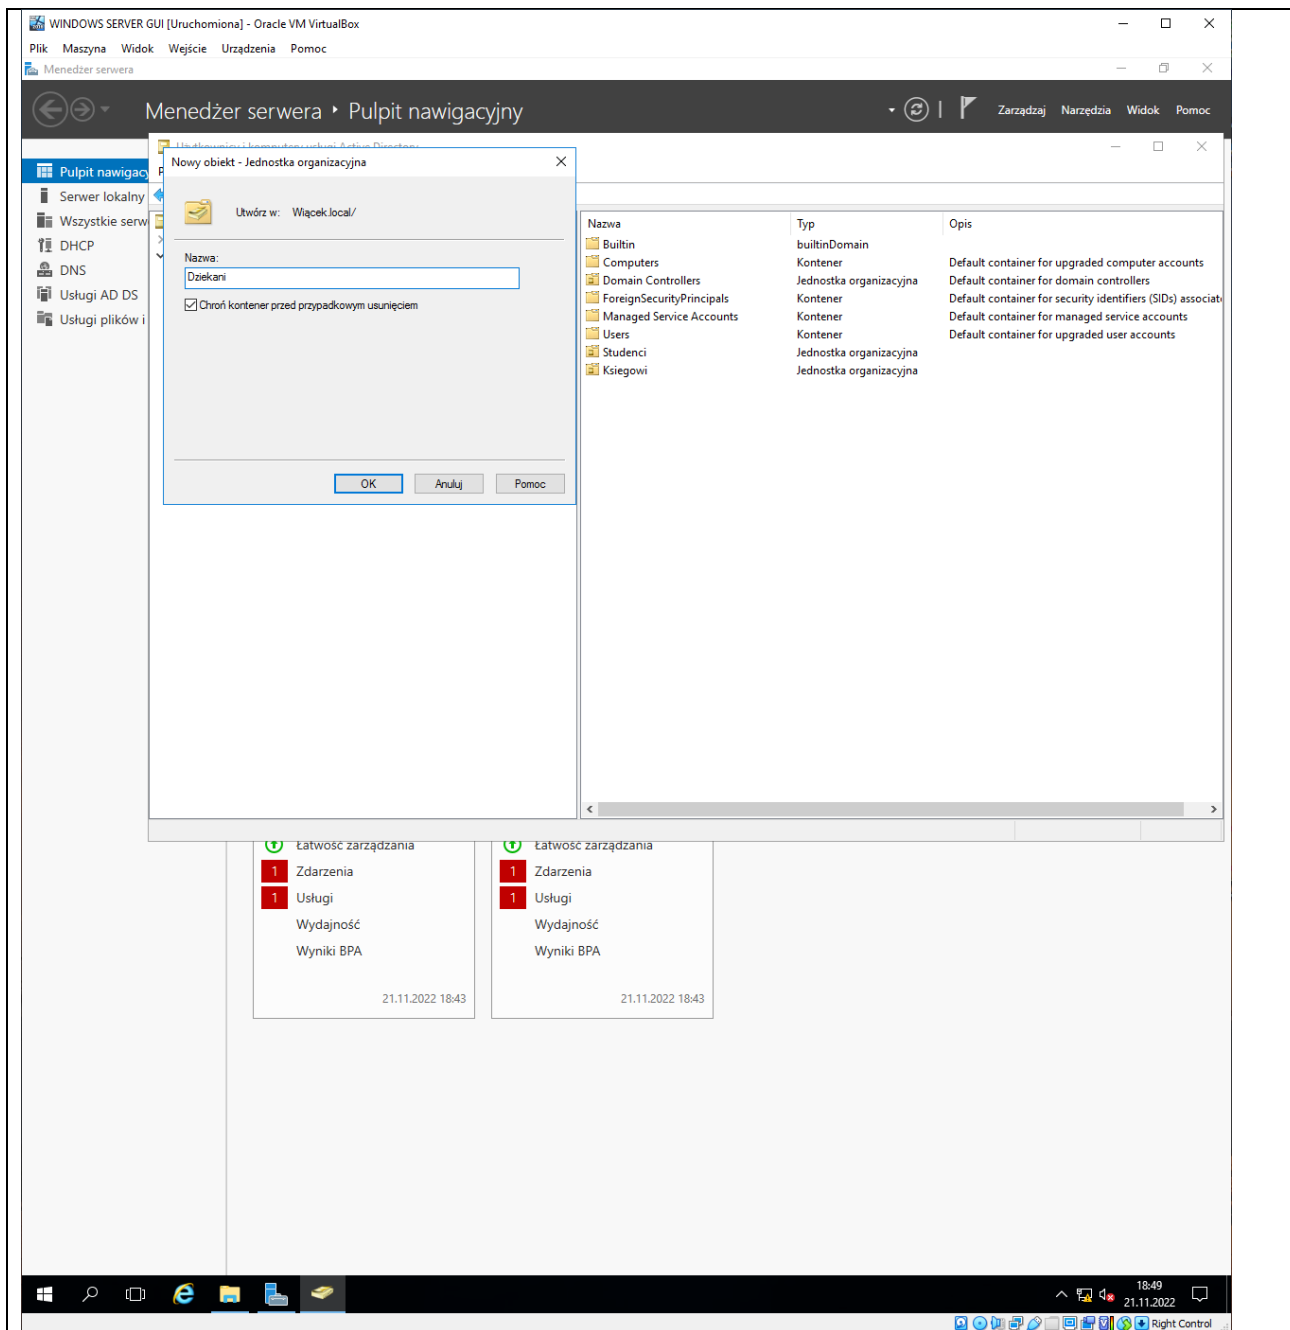 WINDOWS SERVER GUI [Uruchomiona] - Oracle VM VirtualBox
Plik Maszyna Widok Wejście Urządzenia Pomoc
Menedżer serwera
Menedżer serwera ‣ Pulpit nawigacyjny
Zarządzaj Narzędzia Widok Pomoc
Użytkownicy i komputery usługi Active Directory
Nowy obiekt - Jednostka organizacyjna
Utwórz w: Wiącek.local/
Nazwa:
Dziekani
Chroń kontener przed przypadkowym usunięciem
OK Anuluj Pomoc
Pulpit nawigacy
Serwer lokalny
Wszystkie serw
DHCP
DNS
Usługi AD DS
Usługi plików i
Nazwa Typ Opis
Builtin builtinDomain
Computers Kontener Default container for upgraded computer accounts
Domain Controllers Jednostka organizacyjna Default container for domain controllers
ForeignSecurityPrincipals Kontener Default container for security identifiers (SIDs) associat
Managed Service Accounts Kontener Default container for managed service accounts
Users Kontener Default container for upgraded user accounts
Studenci Jednostka organizacyjna
Ksiegowi Jednostka organizacyjna
Łatwość zarządzania Łatwość zarządzania
1 Zdarzenia 1 Zdarzenia
1 Usługi 1 Usługi
Wydajność Wydajność
Wyniki BPA Wyniki BPA
21.11.2022 18:43 21.11.2022 18:43
18:49
21.11.2022
Right Control